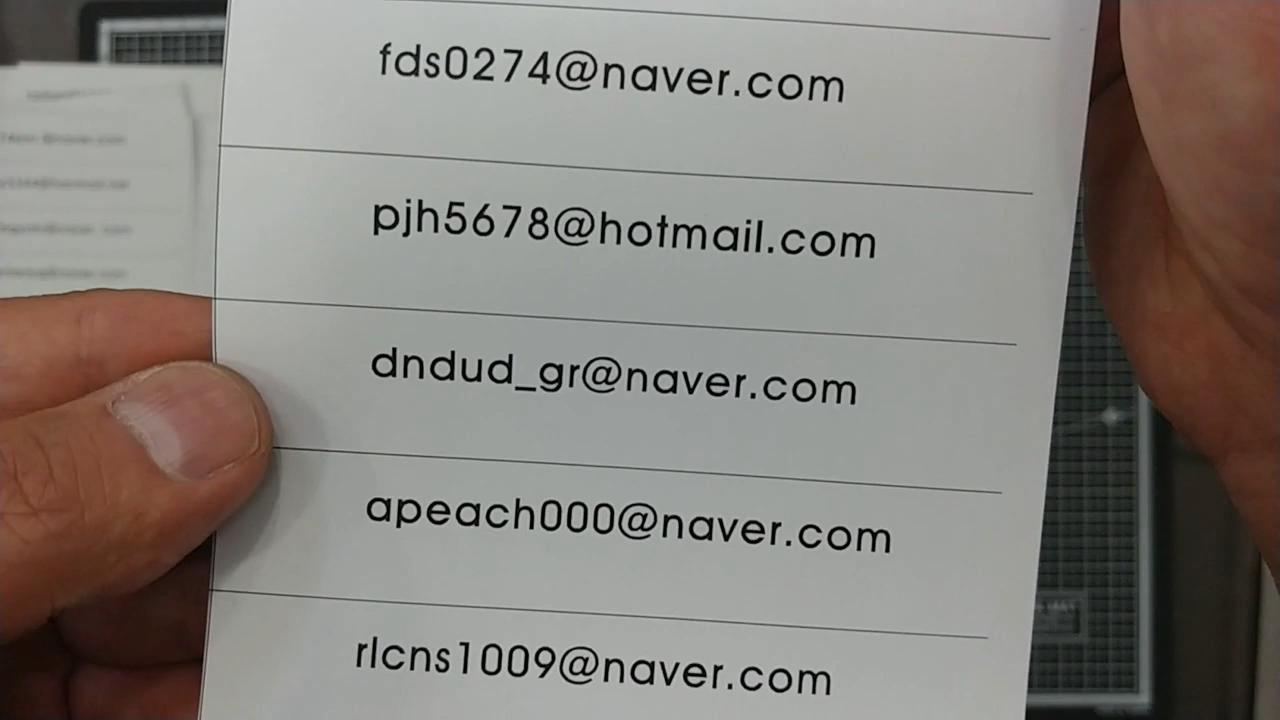 fds0274@naver.com
pjh5678@hotmail.com
dndud_gr@naver.com
apeach000@naver.com
rlcns1009@naver.com